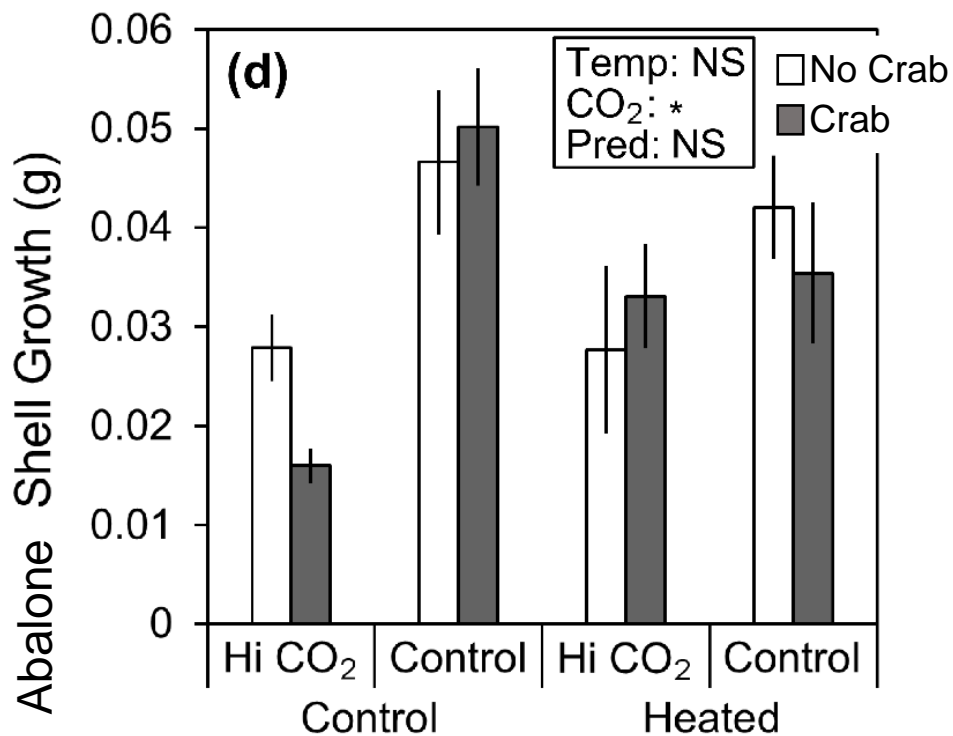 (d)
Temp: NS
CO₂: *
Pred: NS
No Crab
Crab
Abalone Shell Growth (g)
0.06
0.05
0.04
0.03
0.02
0.01
0
Hi CO₂ Control Hi CO₂ Control
Control Heated